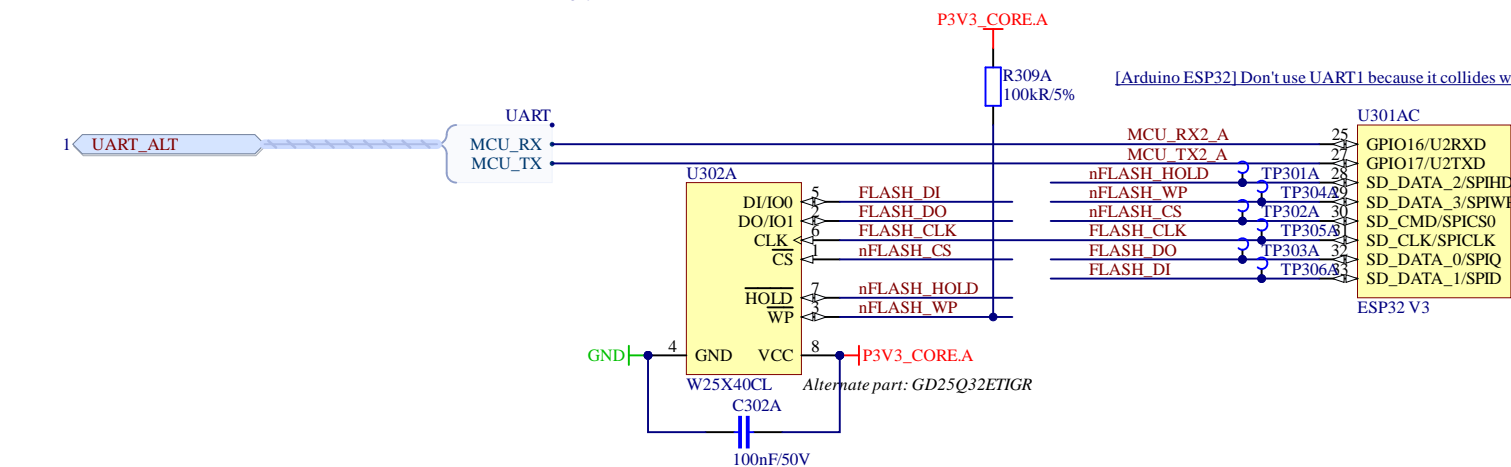 P3V3_CORE.A
R309A
100kR/5%
[Arduino ESP32] Don't use UART1 because it collides w
UART
U301AC
1 UART_ALT
MCU_RX
MCU_TX
MCU_RX2_A 25 GPIO16/U2RXD
MCU_TX2_A 27 GPIO17/U2TXD
nFLASH_HOLD TP301A 28 SD_DATA_2/SPIHD
nFLASH_WP TP304A 29 SD_DATA_3/SPIWP
nFLASH_CS TP302A 30 SD_CMD/SPICS0
FLASH_CLK TP305A 31 SD_CLK/SPICLK
FLASH_DO TP303A 32 SD_DATA_0/SPIQ
FLASH_DI TP306A 33 SD_DATA_1/SPID
ESP32 V3
U302A
DI/IO0 5 FLASH_DI
DO/IO1 2 FLASH_DO
CLK 6 FLASH_CLK
CS 1 nFLASH_CS
HOLD 7 nFLASH_HOLD
WP 3 nFLASH_WP
GND 4 GND VCC 8 P3V3_CORE.A
W25X40CL
Alternate part: GD25Q32ETIGR
C302A
100nF/50V